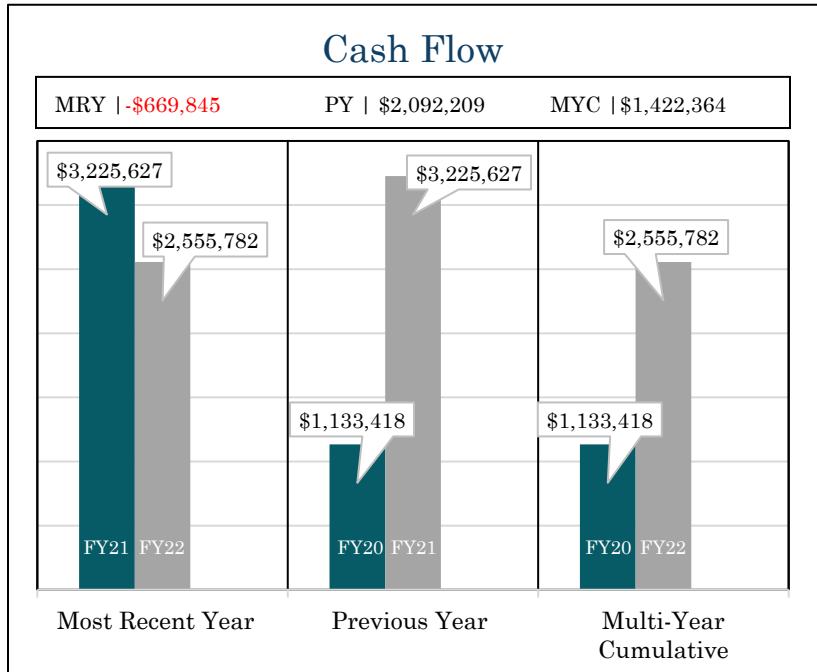 Cash Flow
MRY | -$669,845 PY | $2,092,209 MYC | $1,422,364
$3,225,627
$2,555,782
$1,133,418
$3,225,627
$1,133,418
$2,555,782
FY21 FY22 FY20 FY21 FY20 FY22
Most Recent Year Previous Year Multi-Year
Cumulative